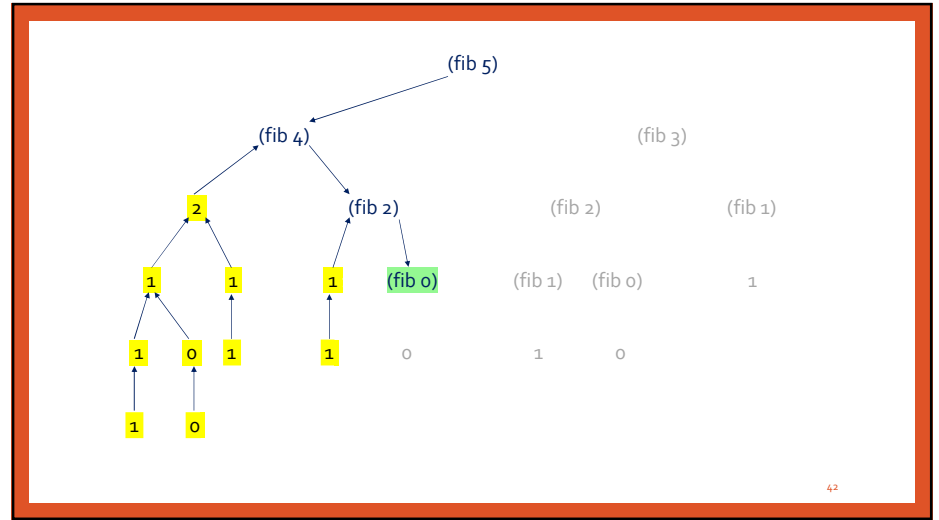 (fib 5)
(fib 4) (fib 3)
2 (fib 2) (fib 2) (fib 1)
1 1 1 (fib 0) (fib 1) (fib 0) 1
1 0 1 1 0 1 0
1 0
42